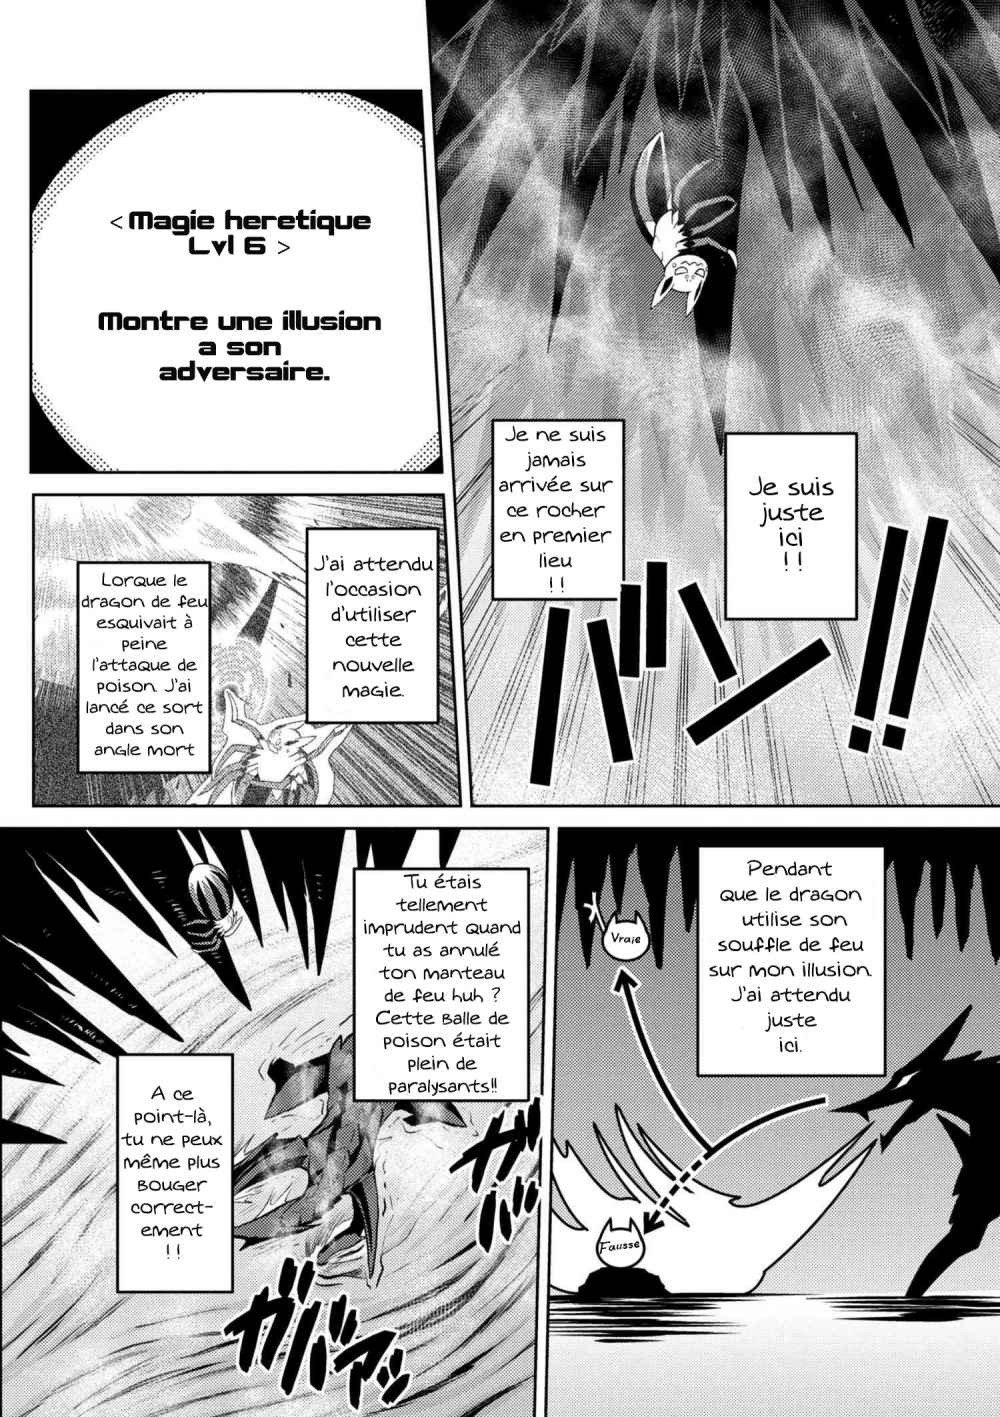 Je suis
juste
ici
!!
Je ne suis
jamais
arrivée sur
ce rocher
en premier
lieu
!!
バン!!
< Magie heretique
Lvl 6 >
Montre une illusion
a son
adversaire.
J'ai attendu
l'occasion
d'utiliser
cette
nouvelle
magie.
Lorque le
dragon de feu
esquivait à
peine
l'attaque de
poison. J'ai
lancé ce sort
dans son
angle mort
Pendant
que le dragon
utilise son
souffle de feu
sur mon illusion.
J'ai attendu
juste
ici.
Vraie
Fausse
Tu étais
tellement
imprudent quand
tu as annulé
ton manteau
de feu huh ?
Cette balle de
poison était
plein de
paralysants!!
A ce
point-là,
tu ne peux
même plus
bouger
correct-
ement
!!
ガハァッ